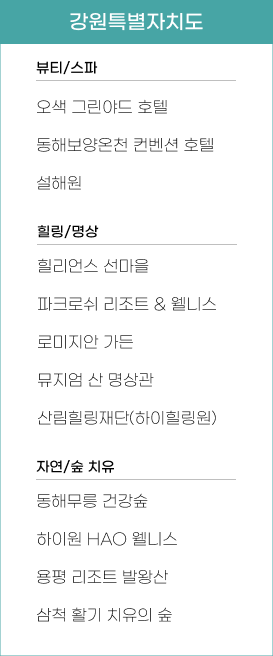 강원특별자치도
뷰티/스파
오색 그린야드 호텔
동해보양온천 컨벤션 호텔
설해원
힐링/명상
힐리언스 선마을
파크로쉬 리조트 & 웰니스
로미지안 가든
뮤지엄 산 명상관
산림힐링재단(하이힐링원)
자연/숲 치유
동해무릉 건강숲
하이원 HAO 웰니스
용평 리조트 발왕산
삼척 활기 치유의 숲